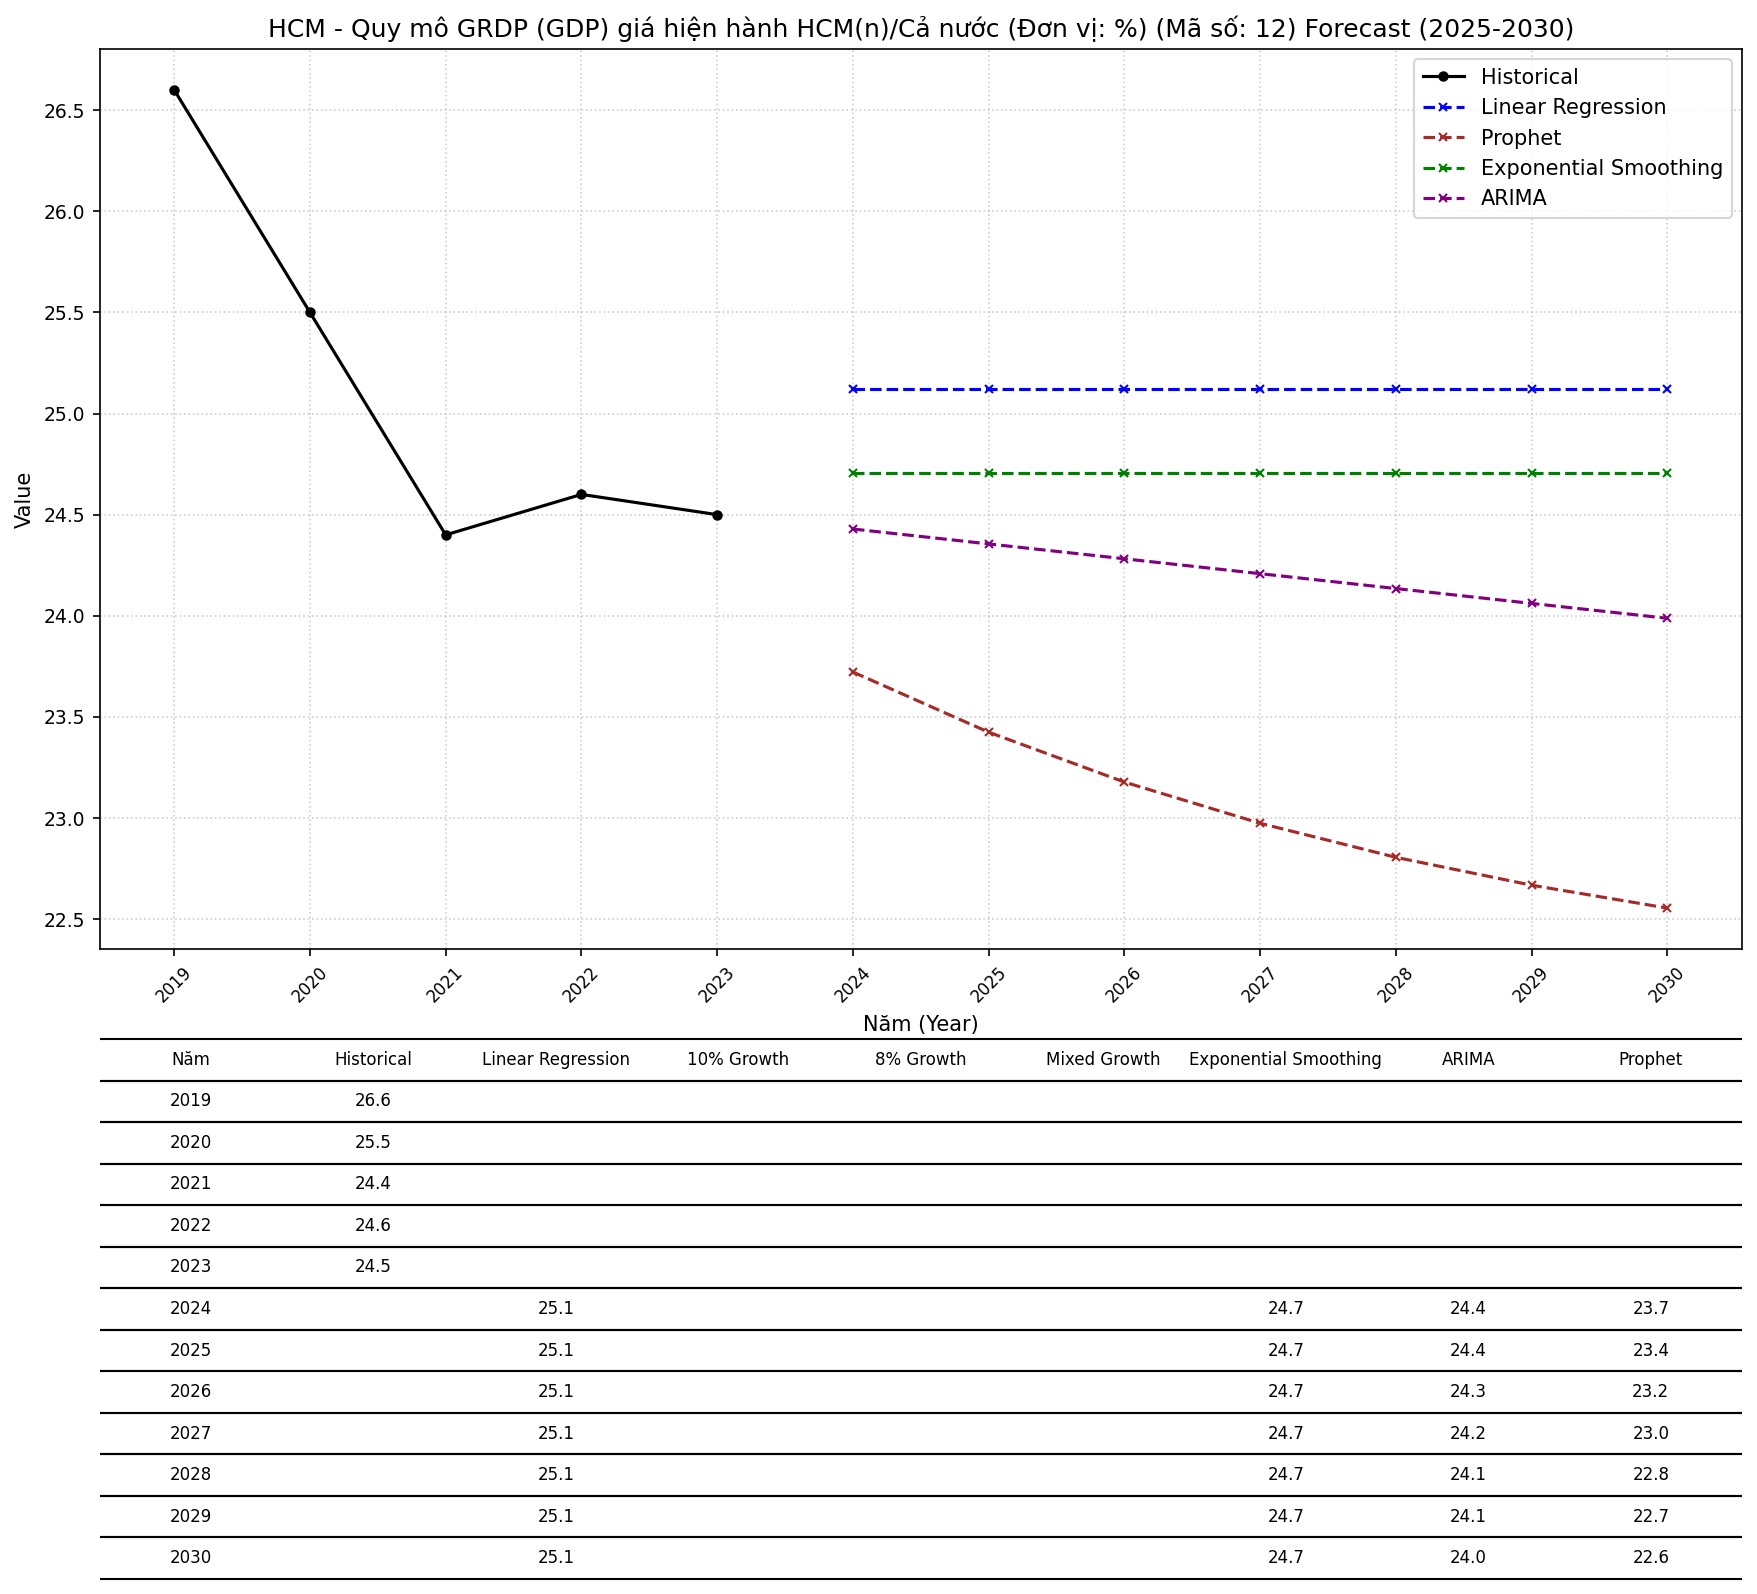 HCM - Quy mô GRDP (GDP) giá hiện hành HCM(n)/Cả nước (Đơn vị: %) (Mã số: 12) Forecast (2025-2030)
Historical
Linear Regression
Prophet
Exponential Smoothing
ARIMA
Value
26.5
26.0
25.5
25.0
24.5
24.0
23.5
23.0
22.5
2019 2020 2021 2022 2023 2024 2025 2026 2027 2028 2029 2030
Năm (Year)
Năm Historical Linear Regression 10% Growth 8% Growth Mixed Growth Exponential Smoothing ARIMA Prophet
2019 26.6
2020 25.5
2021 24.4
2022 24.6
2023 24.5
2024 25.1 24.7 24.4 23.7
2025 25.1 24.7 24.4 23.4
2026 25.1 24.7 24.3 23.2
2027 25.1 24.7 24.2 23.0
2028 25.1 24.7 24.1 22.8
2029 25.1 24.7 24.1 22.7
2030 25.1 24.7 24.0 22.6